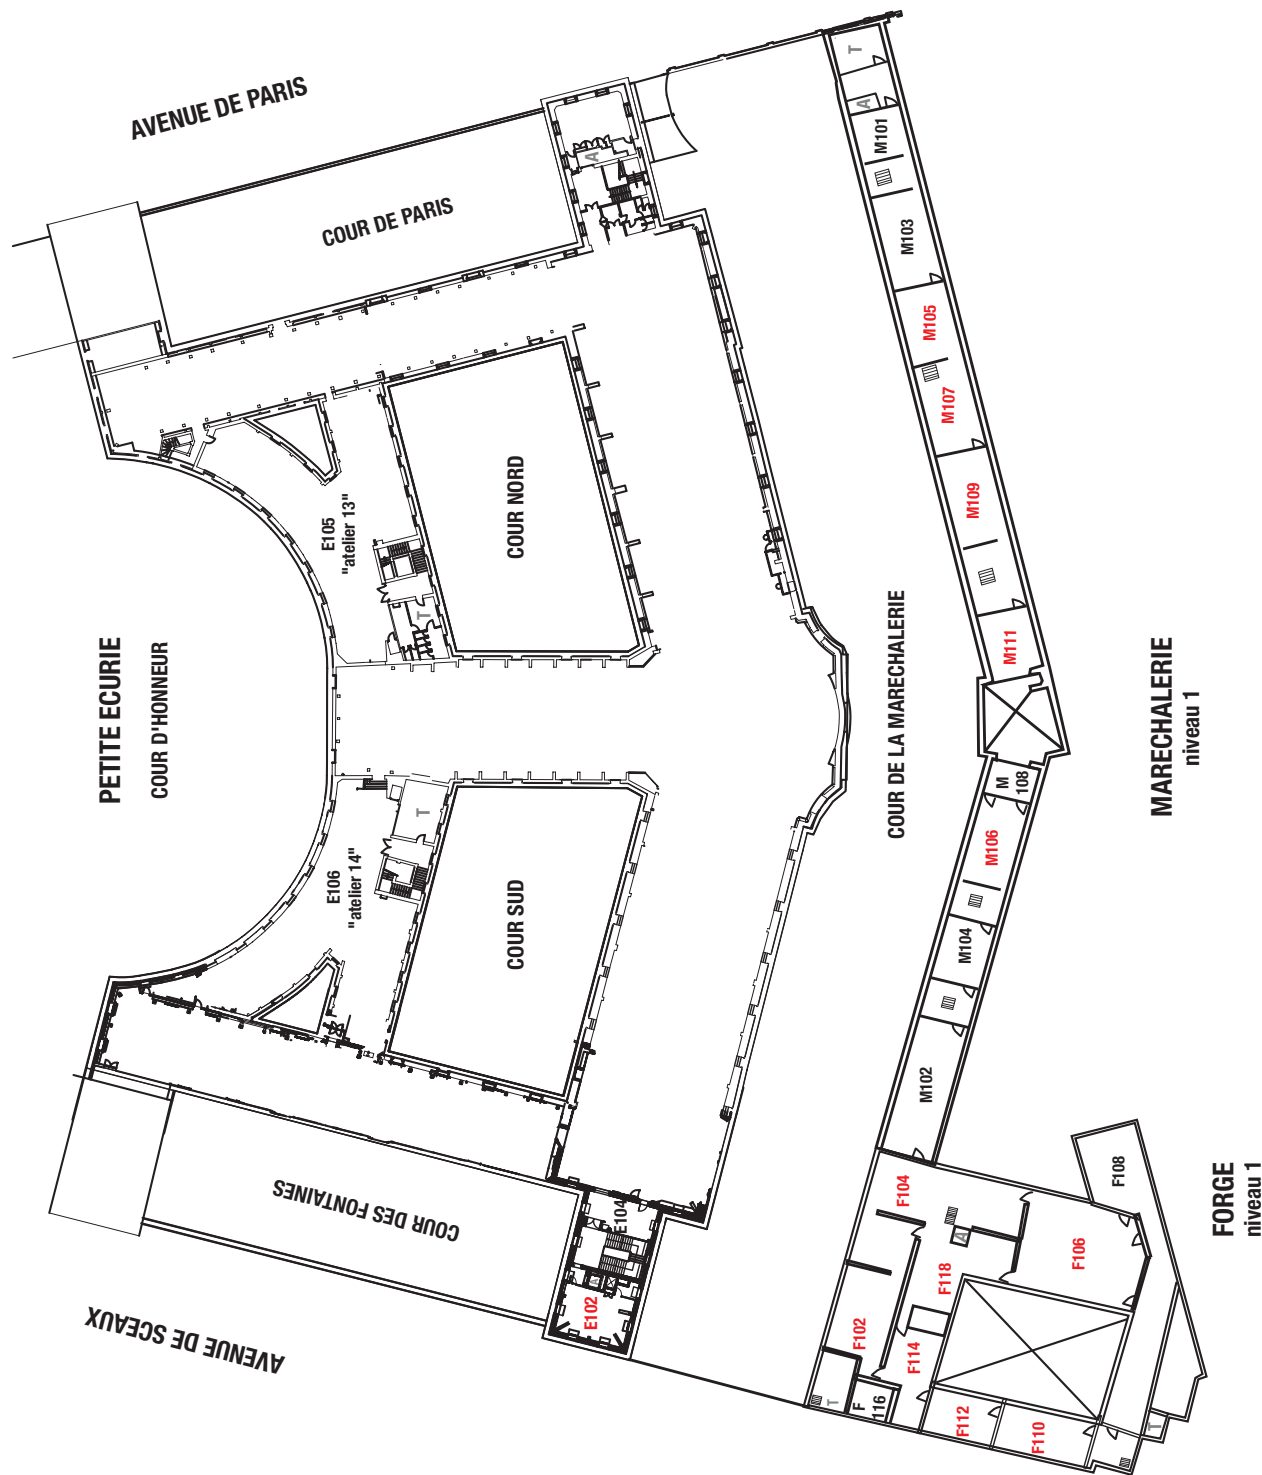 AVENUE DE PARIS
COUR DE PARIS
PETITE ECURIE
COUR D'HONNEUR
E105
"atelier 13"
COUR NORD
T
A
E106
"atelier 14"
T
COUR SUD
COUR DES FONTAINES
AVENUE DE SCEAUX
E104
A
E102
COUR DE LA MARECHALERIE
MARECHALERIE
niveau 1
T
A
M101
M103
M105
M107
M109
M111
M
108
M106
M104
M102
FORGE
niveau 1
F108
F104
A
F106
F118
F102
F114
T
F
116
F112
F110
T